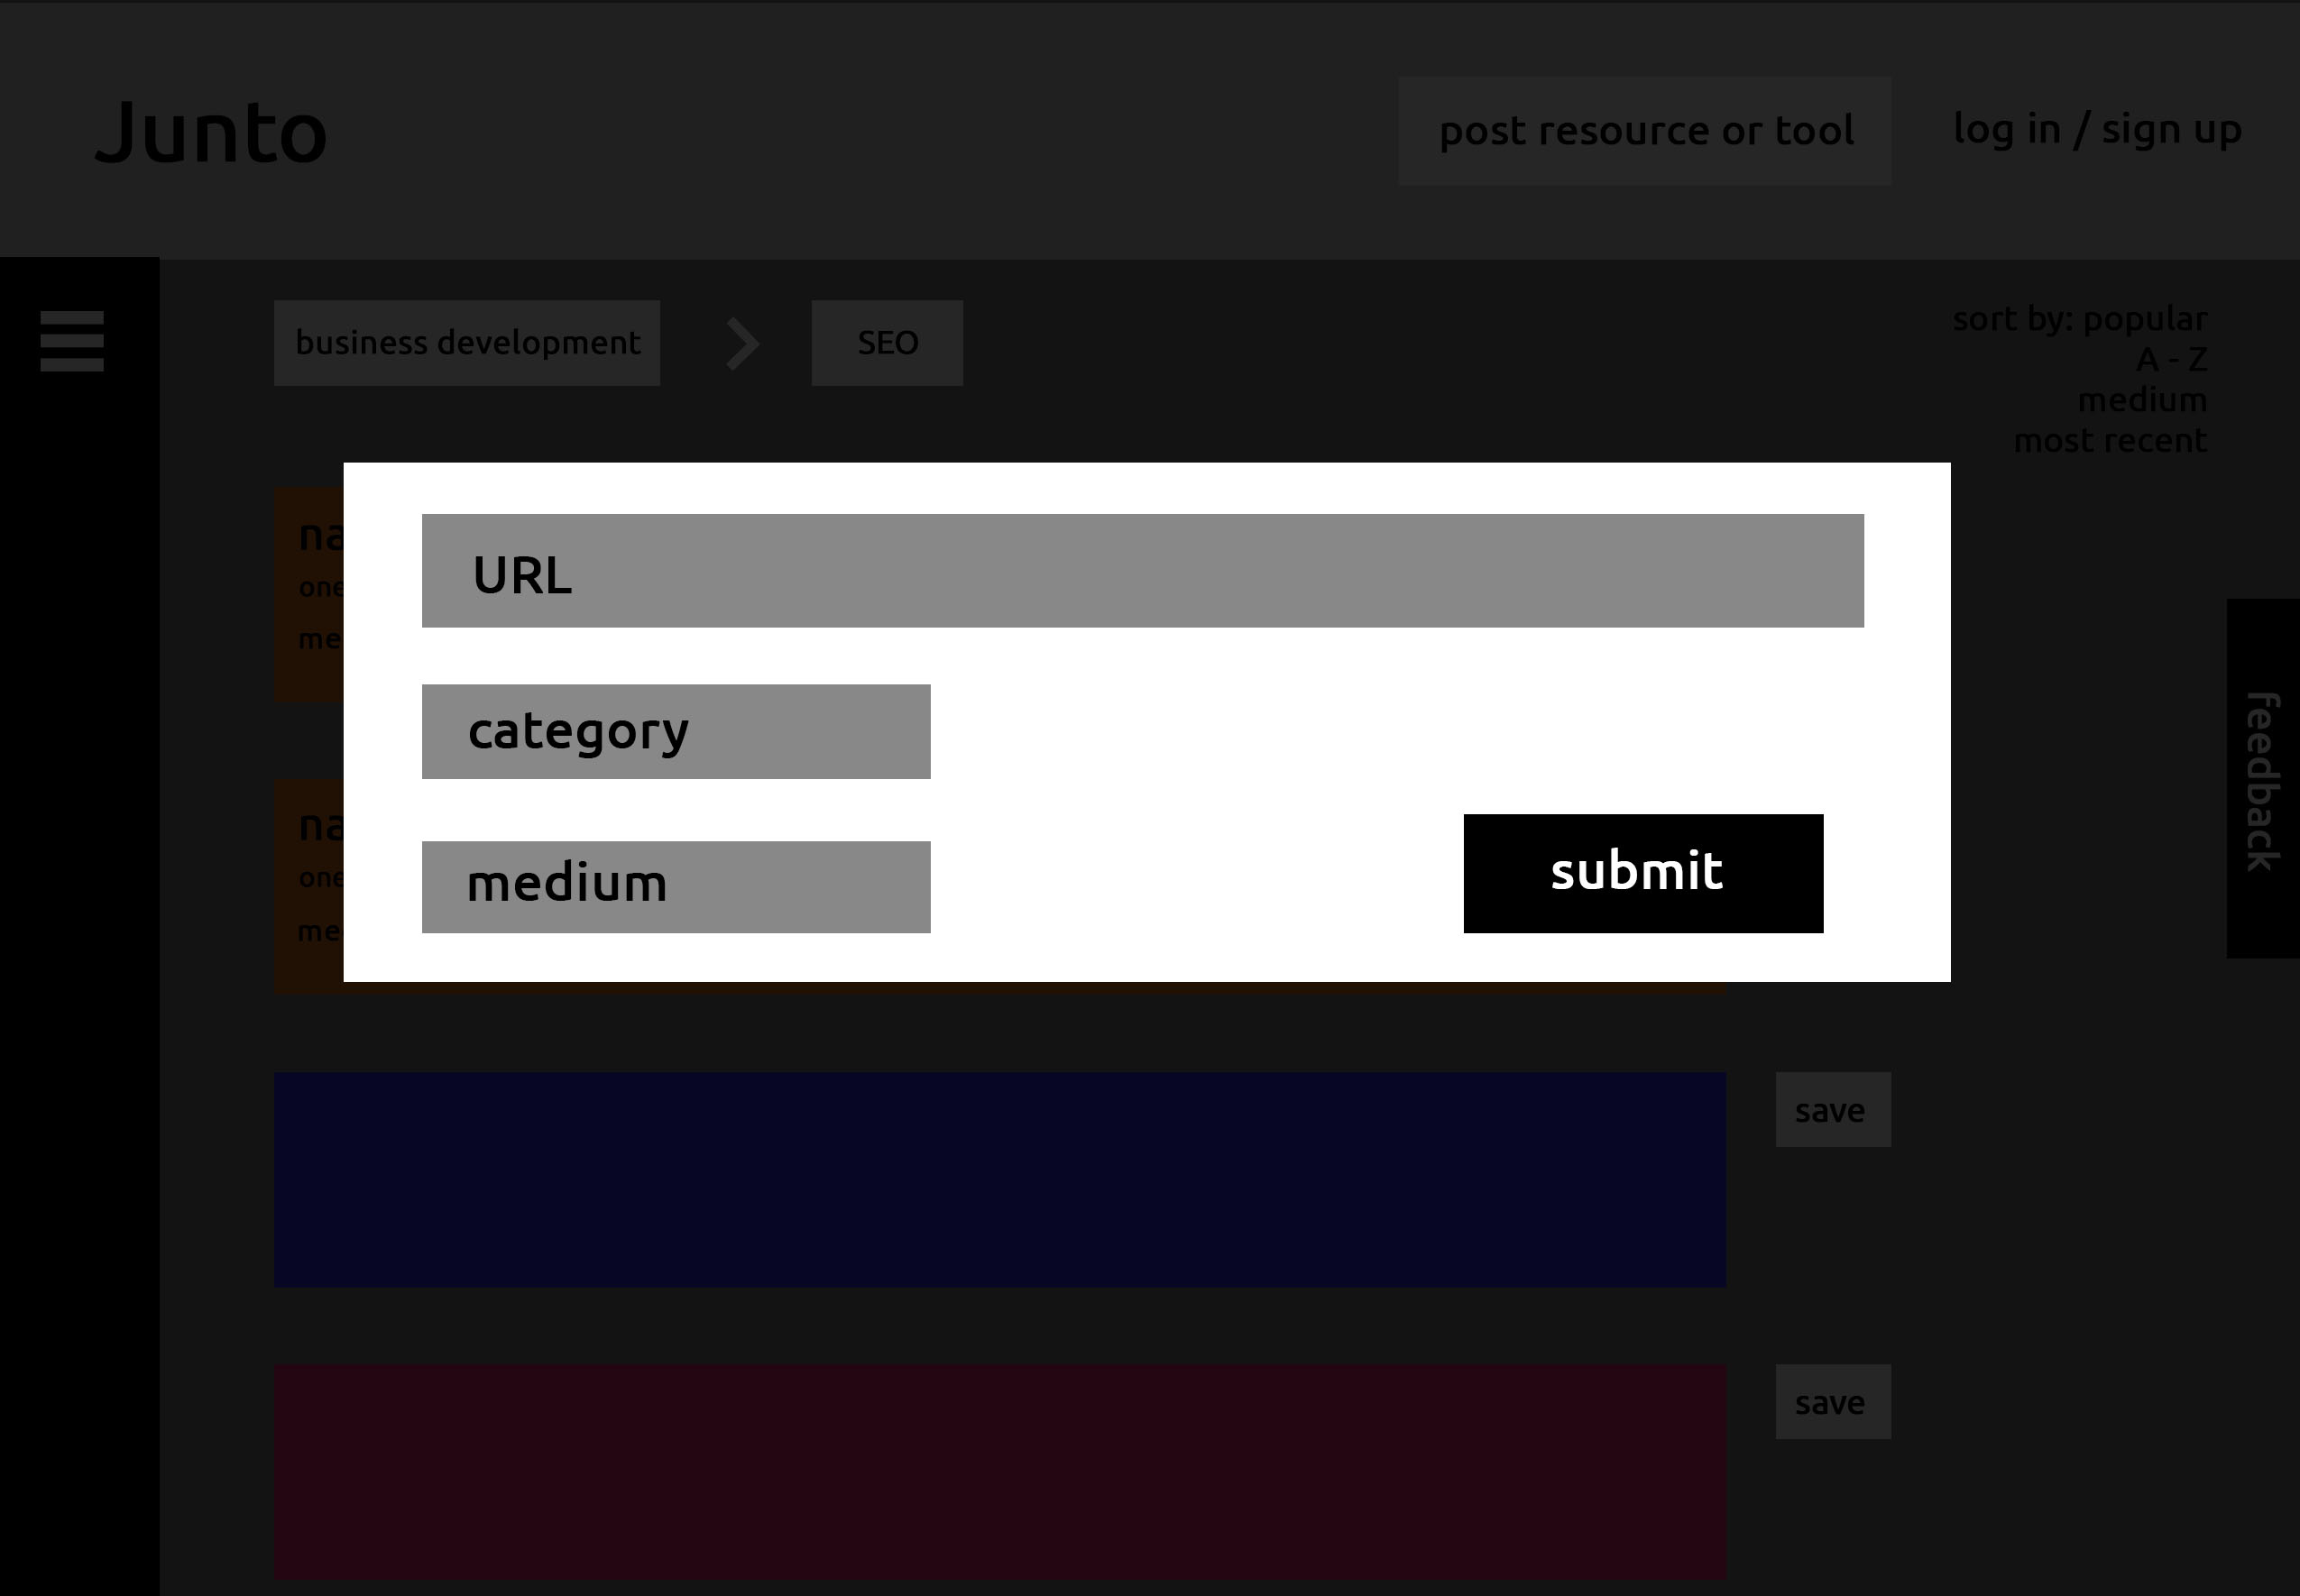 Junto
post resource or tool
log in / sign up
business development
SEO
sort by: popular
A - Z
medium
most recent
na
one
me
URL
category
medium
submit
na
one
me
feedback
save
save